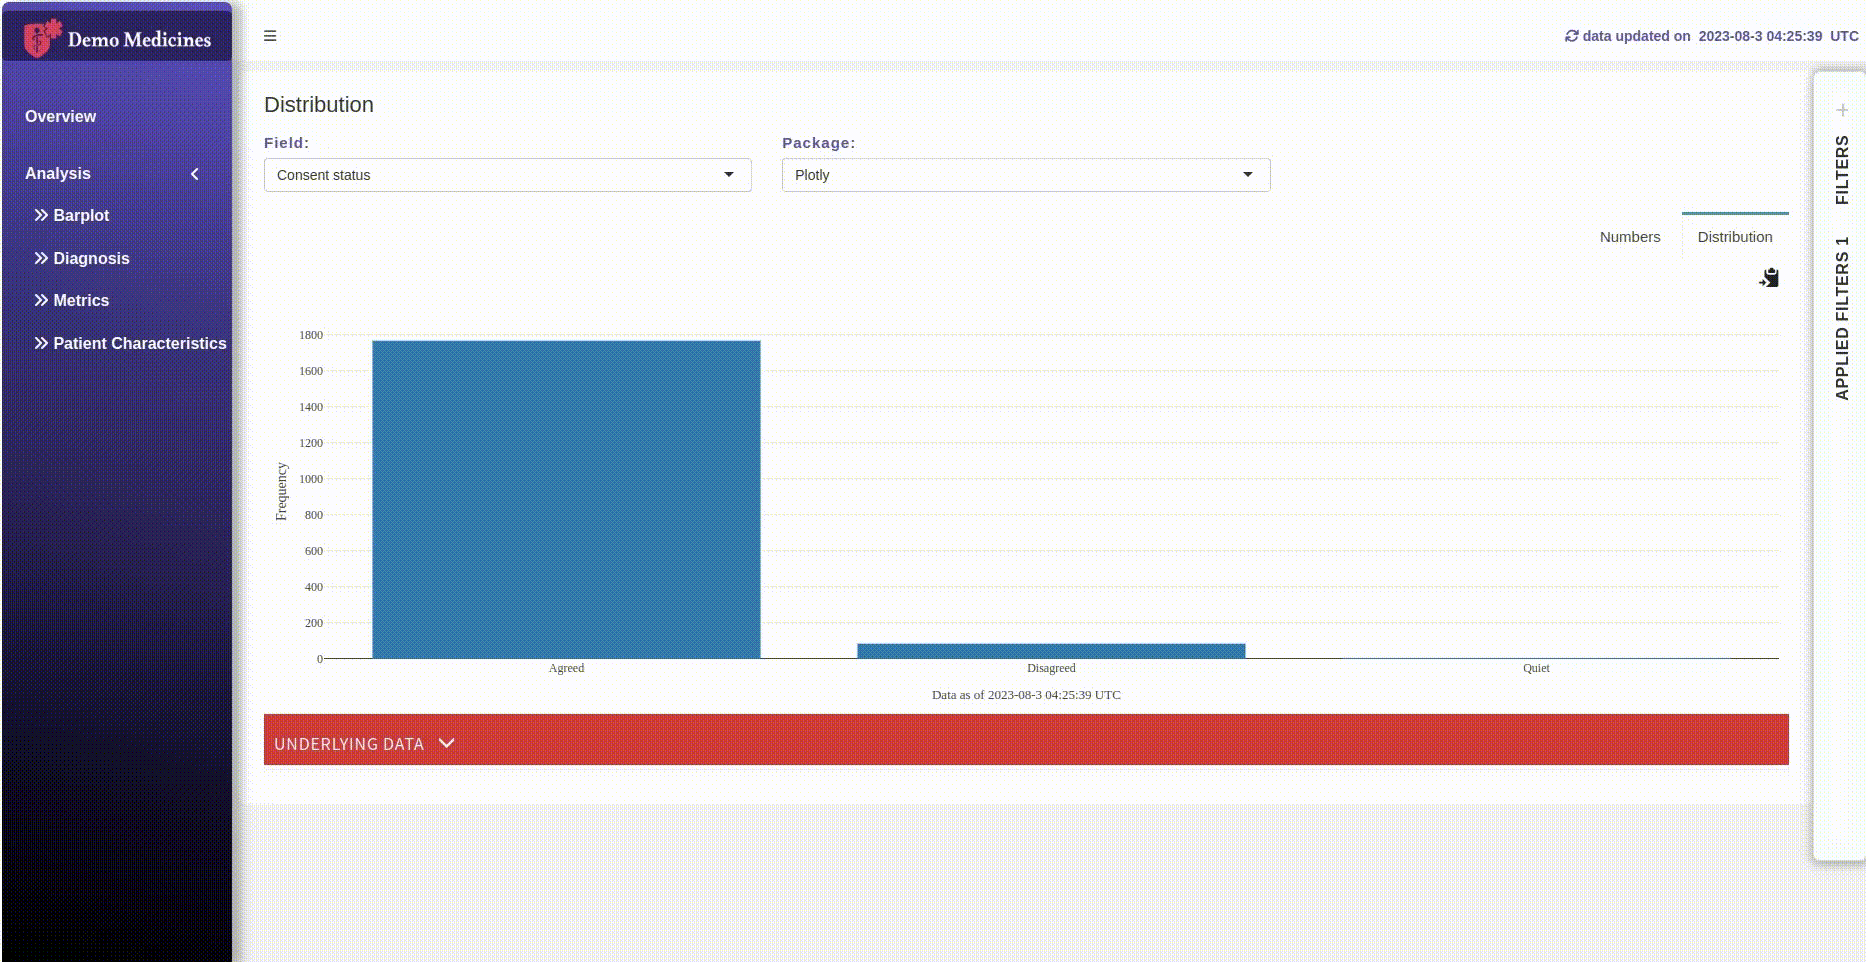 Demo Medicines
data updated on 2023-08-3 04:25:39 UTC
Overview
Analysis
Barplot
Diagnosis
Metrics
Patient Characteristics
Distribution
Field:
Package:
Consent status
Plotly
Numbers
Distribution
1800
1600
1400
1200
1000
800
600
400
200
0
Frequency
Agreed
Disagreed
Quiet
Data as of 2023-08-3 04:25:39 UTC
UNDERLYING DATA
FILTERS
APPLIED FILTERS 1